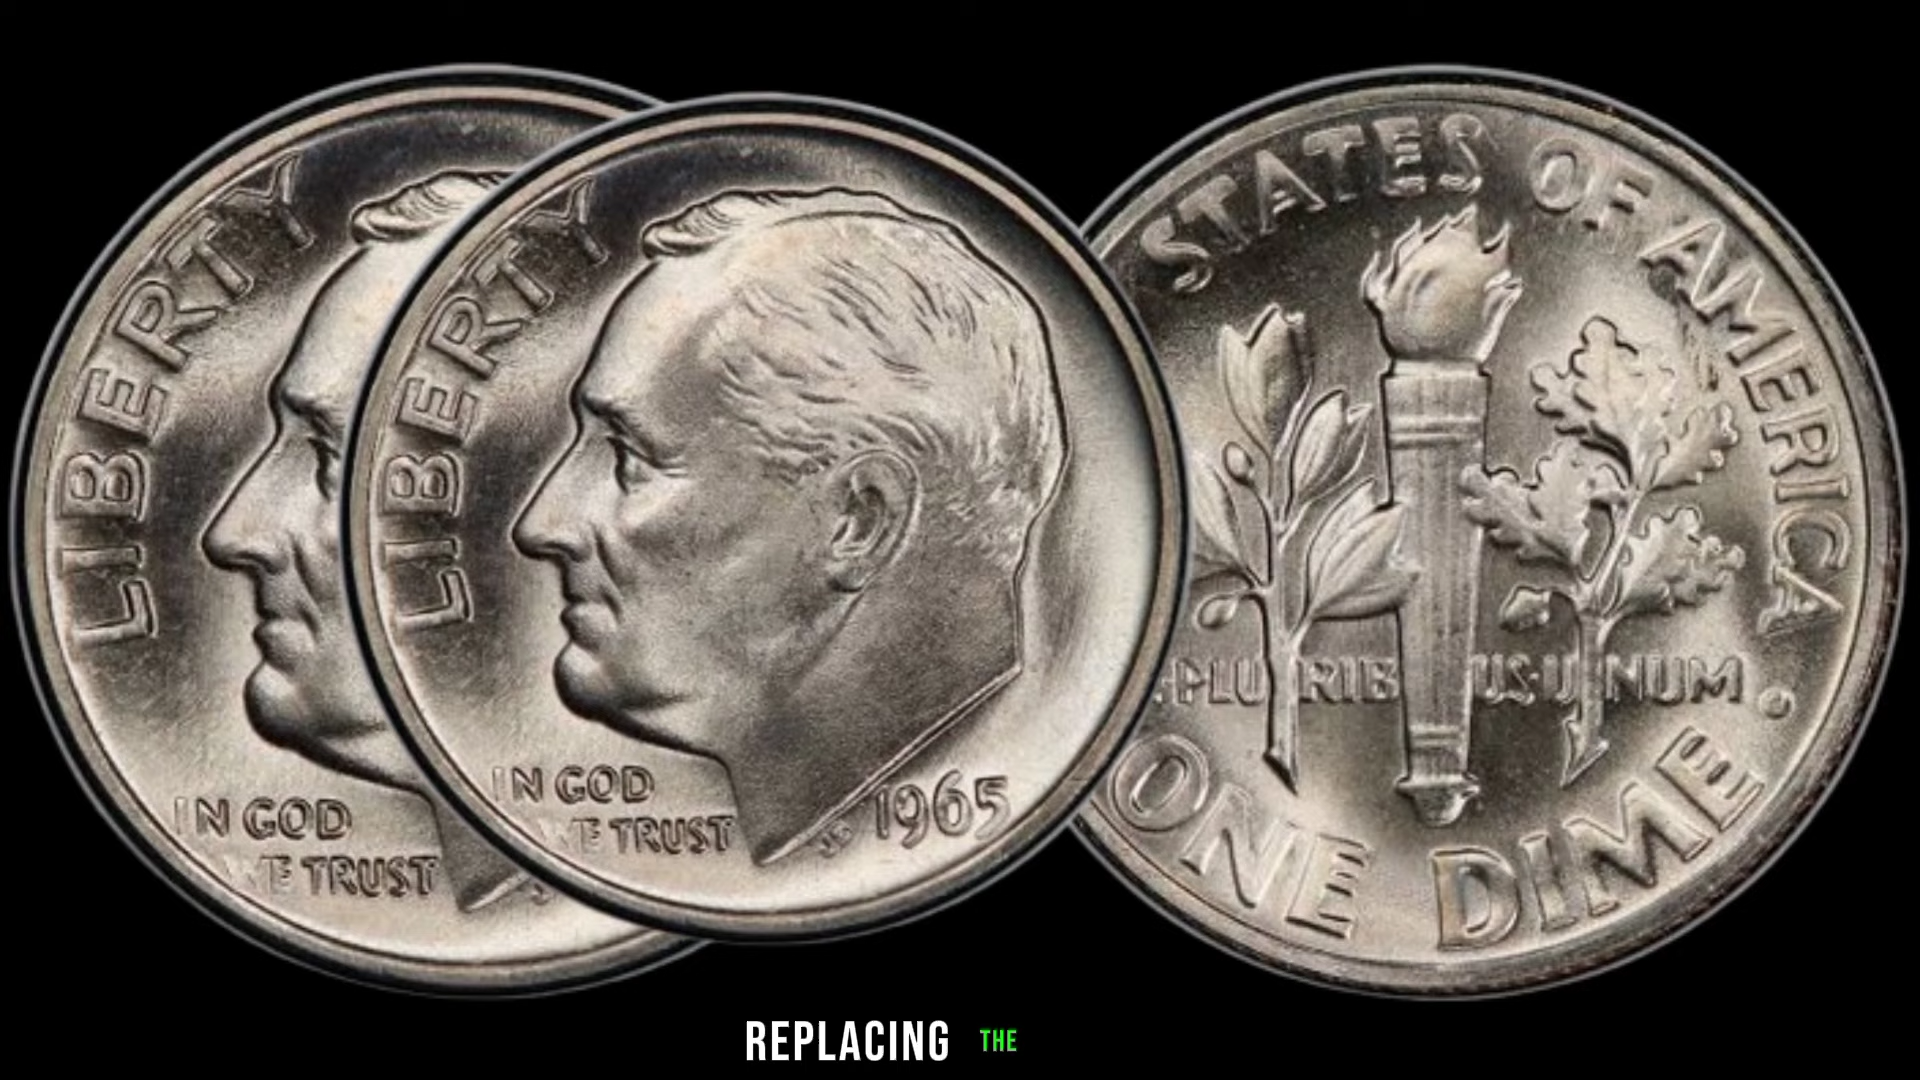 LIBERTY
IN GOD
WE TRUST
LIBERTY
IN GOD
WE TRUST
JS 1965
STATES OF AMERICA
PLURIBUS UNUM
ONE DIME
REPLACING THE